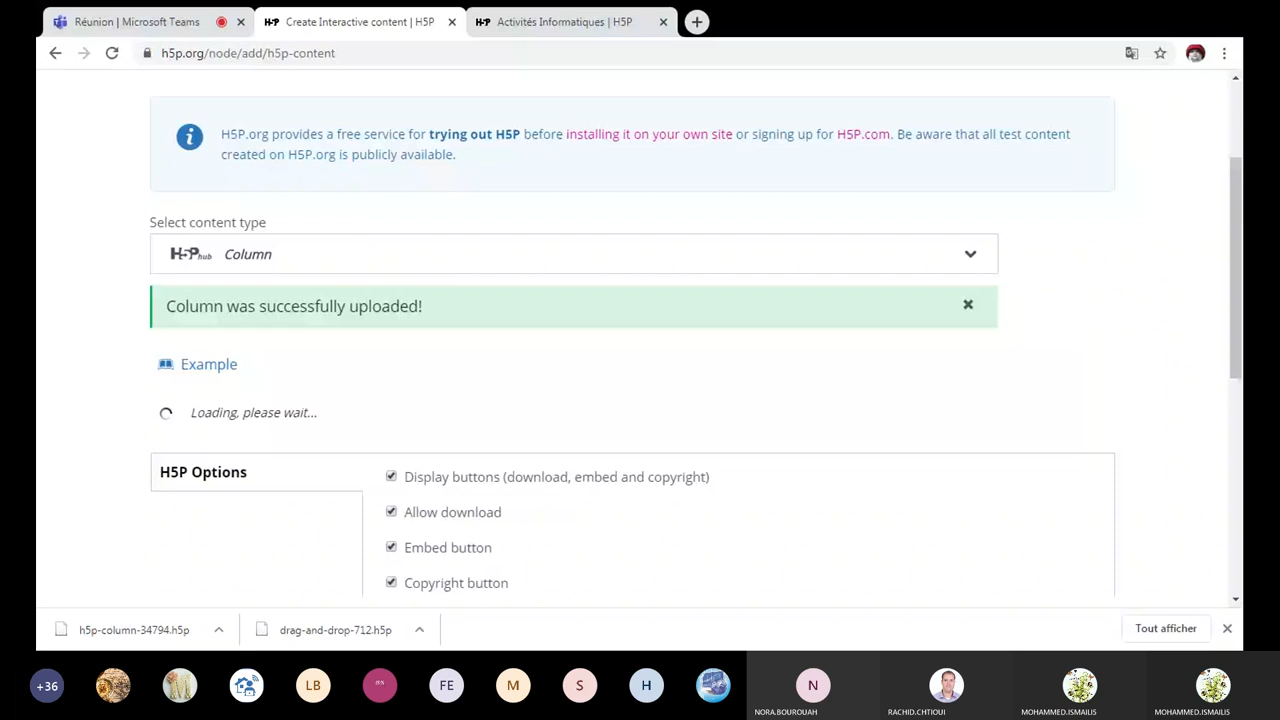 Réunion | Microsoft Teams
H5P Create Interactive content | H5P
H5P Activités Informatiques | H5P
h5p.org/node/add/h5p-content
H5P.org provides a free service for trying out H5P before installing it on your own site or signing up for H5P.com. Be aware that all test content
created on H5P.org is publicly available.
Select content type
H5P hub Column
Column was successfully uploaded!
Example
Loading, please wait...
H5P Options
Display buttons (download, embed and copyright)
Allow download
Embed button
Copyright button
h5p-column-34794.h5p
drag-and-drop-712.h5p
Tout afficher
+36
LB
FE
M
S
H
N
NORA.BOUROUAH
RACHID.CHTIOUI
MOHAMMED.ISMAILIS
MOHAMMED.ISMAILIS